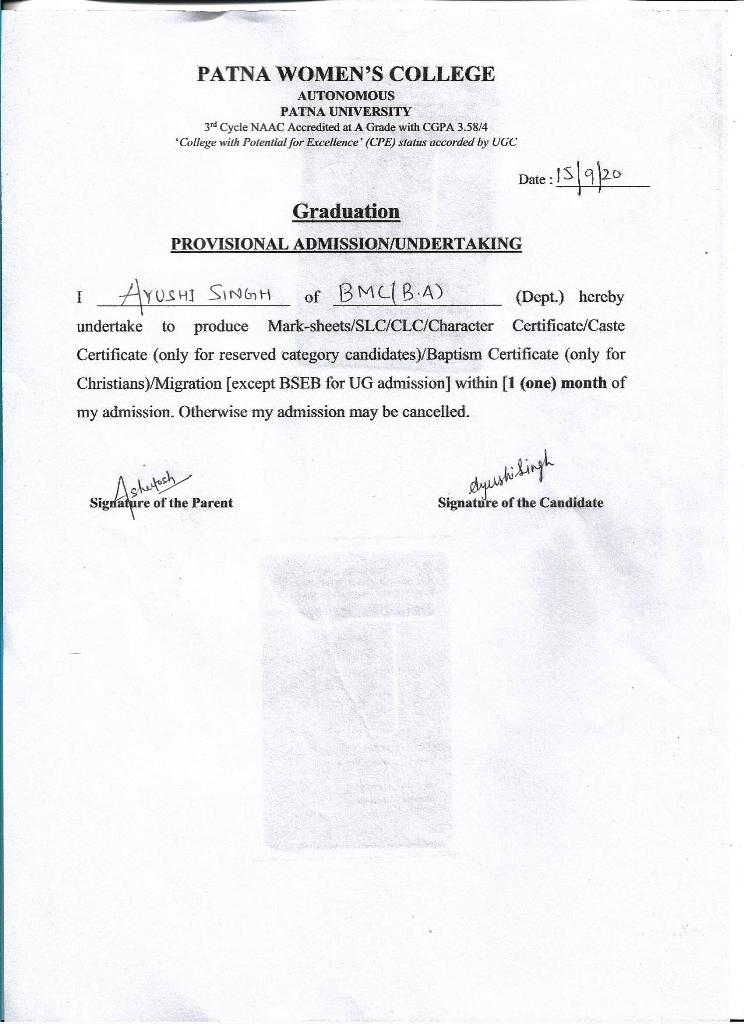 PATNA WOMEN'S COLLEGE
AUTONOMOUS
PATNA UNIVERSITY
3rd Cycle NAAC Accredited at A Grade with CGPA 3.58/4
'College with Potential for Excellence' (CPE) status accorded by UGC
Date : 15/9/20
Graduation
PROVISIONAL ADMISSION/UNDERTAKING
I AYUSHI SINGH of BMC(B.A) (Dept.) hereby
undertake to produce Mark-sheets/SLC/CLC/Character Certificate/Caste
Certificate (only for reserved category candidates)/Baptism Certificate (only for
Christians)/Migration [except BSEB for UG admission] within [1 (one) month of
my admission. Otherwise my admission may be cancelled.
Ashutosh Ayushi Singh
Signature of the Parent Signature of the Candidate